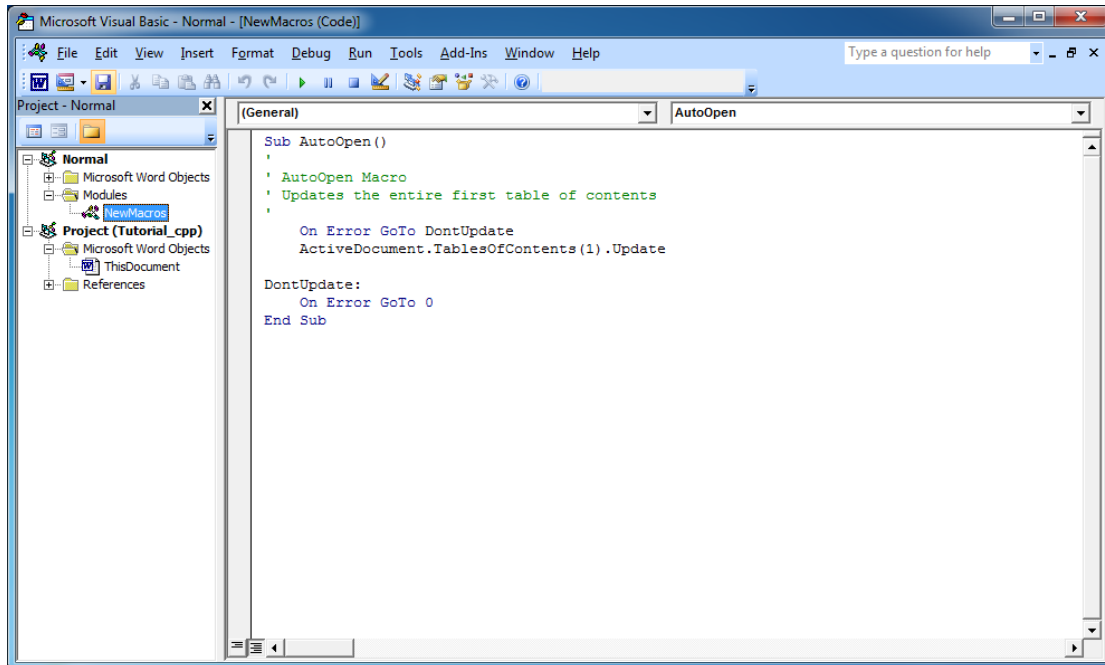 Microsoft Visual Basic - Normal - [NewMacros (Code)]
File Edit View Insert Format Debug Run Tools Add-Ins Window Help
Type a question for help
Project - Normal
(General)
AutoOpen
Normal
Microsoft Word Objects
Modules
NewMacros
Project (Tutorial_cpp)
Microsoft Word Objects
ThisDocument
References
Sub AutoOpen()
'
' AutoOpen Macro
' Updates the entire first table of contents
'
On Error GoTo DontUpdate
ActiveDocument.TablesOfContents(1).Update
DontUpdate:
On Error GoTo 0
End Sub